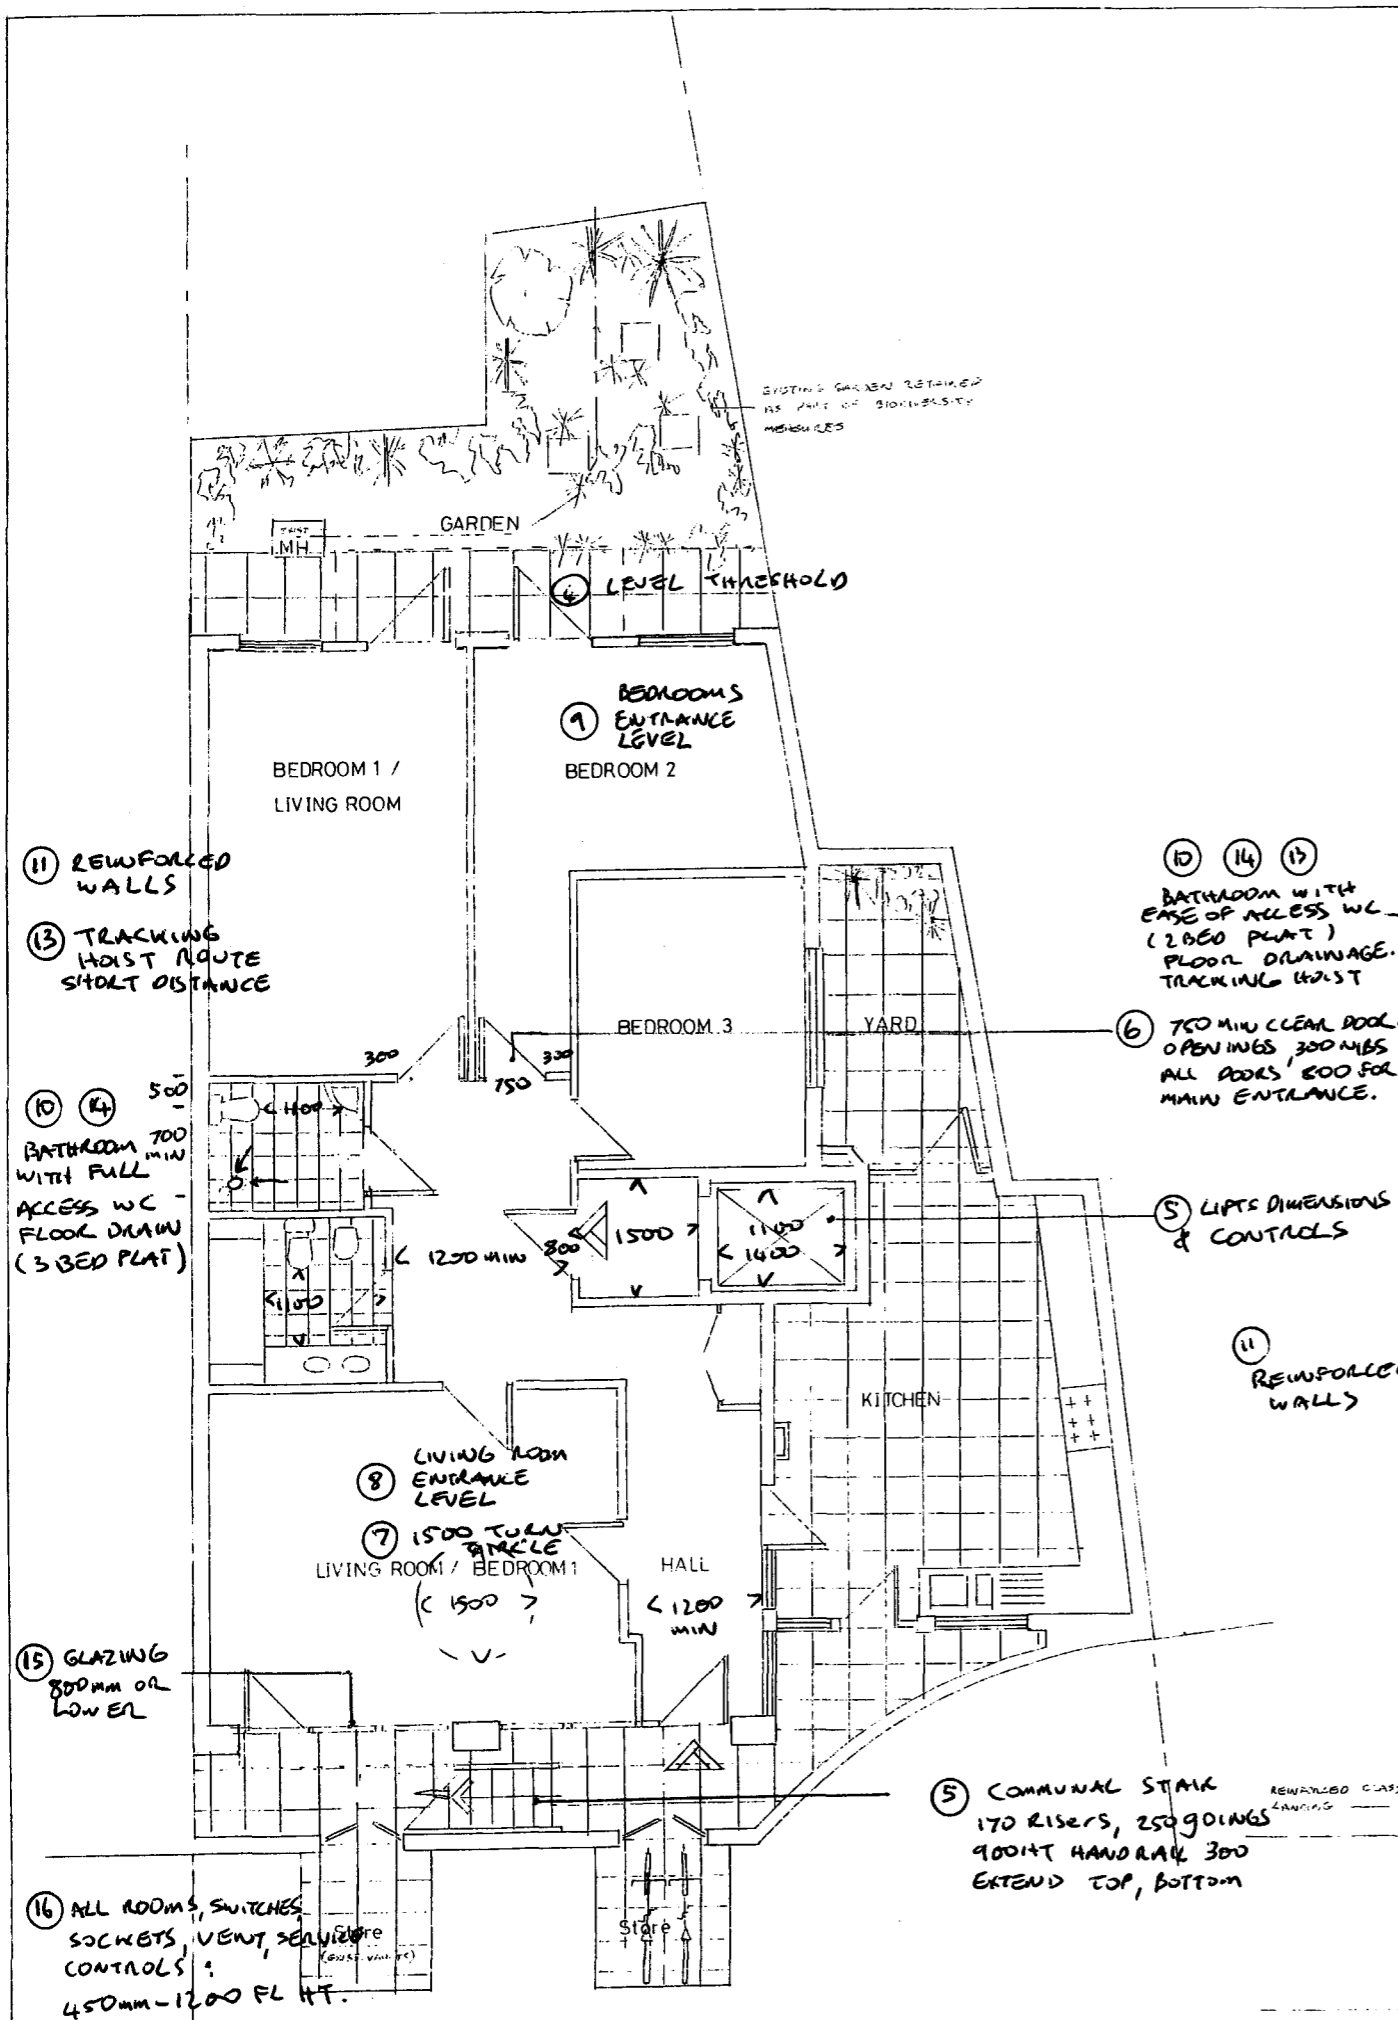 EXISTING GARDEN RETAINED
AS PART OF BIODIVERSITY
MEASURES
GARDEN
EXIST
MH
4 LEVEL THRESHOLD
9 BEDROOMS
ENTRANCE
LEVEL
BEDROOM 2
BEDROOM 1 /
LIVING ROOM
11 REINFORCED
WALLS
13 TRACKING
HOIST ROUTE
SHORT DISTANCE
10 14 13
BATHROOM WITH
EASE OF ACCESS WC
(2 BED FLAT)
FLOOR DRAINAGE.
TRACKING HOIST
BEDROOM 3
YARD
6 750 MIN CLEAR DOOR
OPENINGS, 300 NIBS
ALL DOORS, 800 FOR
MAIN ENTRANCE.
300
300
750
500
1100
700
MIN
10 14
BATHROOM
WITH FULL
ACCESS WC
FLOOR DRAIN
(3 BED FLAT)
< 1200 MIN
800
1500 >
1100
< 1400 >
5 LIFTS DIMENSIONS
& CONTROLS
<1100 >
11
REINFORCED
WALLS
KITCHEN
8 LIVING ROOM
ENTRANCE
LEVEL
7 1500 TURN
CIRCLE
LIVING ROOM / BEDROOM 1
< 1500 >
HALL
< 1200 >
MIN
15 GLAZING
800mm OR
LOWER
5 COMMUNAL STAIR
170 RISERS, 250 GOINGS
900HT HANDRAIL 300
EXTEND TOP, BOTTOM
LANDING
16 ALL ROOMS, SWITCHES
SOCKETS, VENT, SERVICE
CONTROLS :
450mm - 1200 FL HT.
Store
(EXIST. VAULTS)
Store